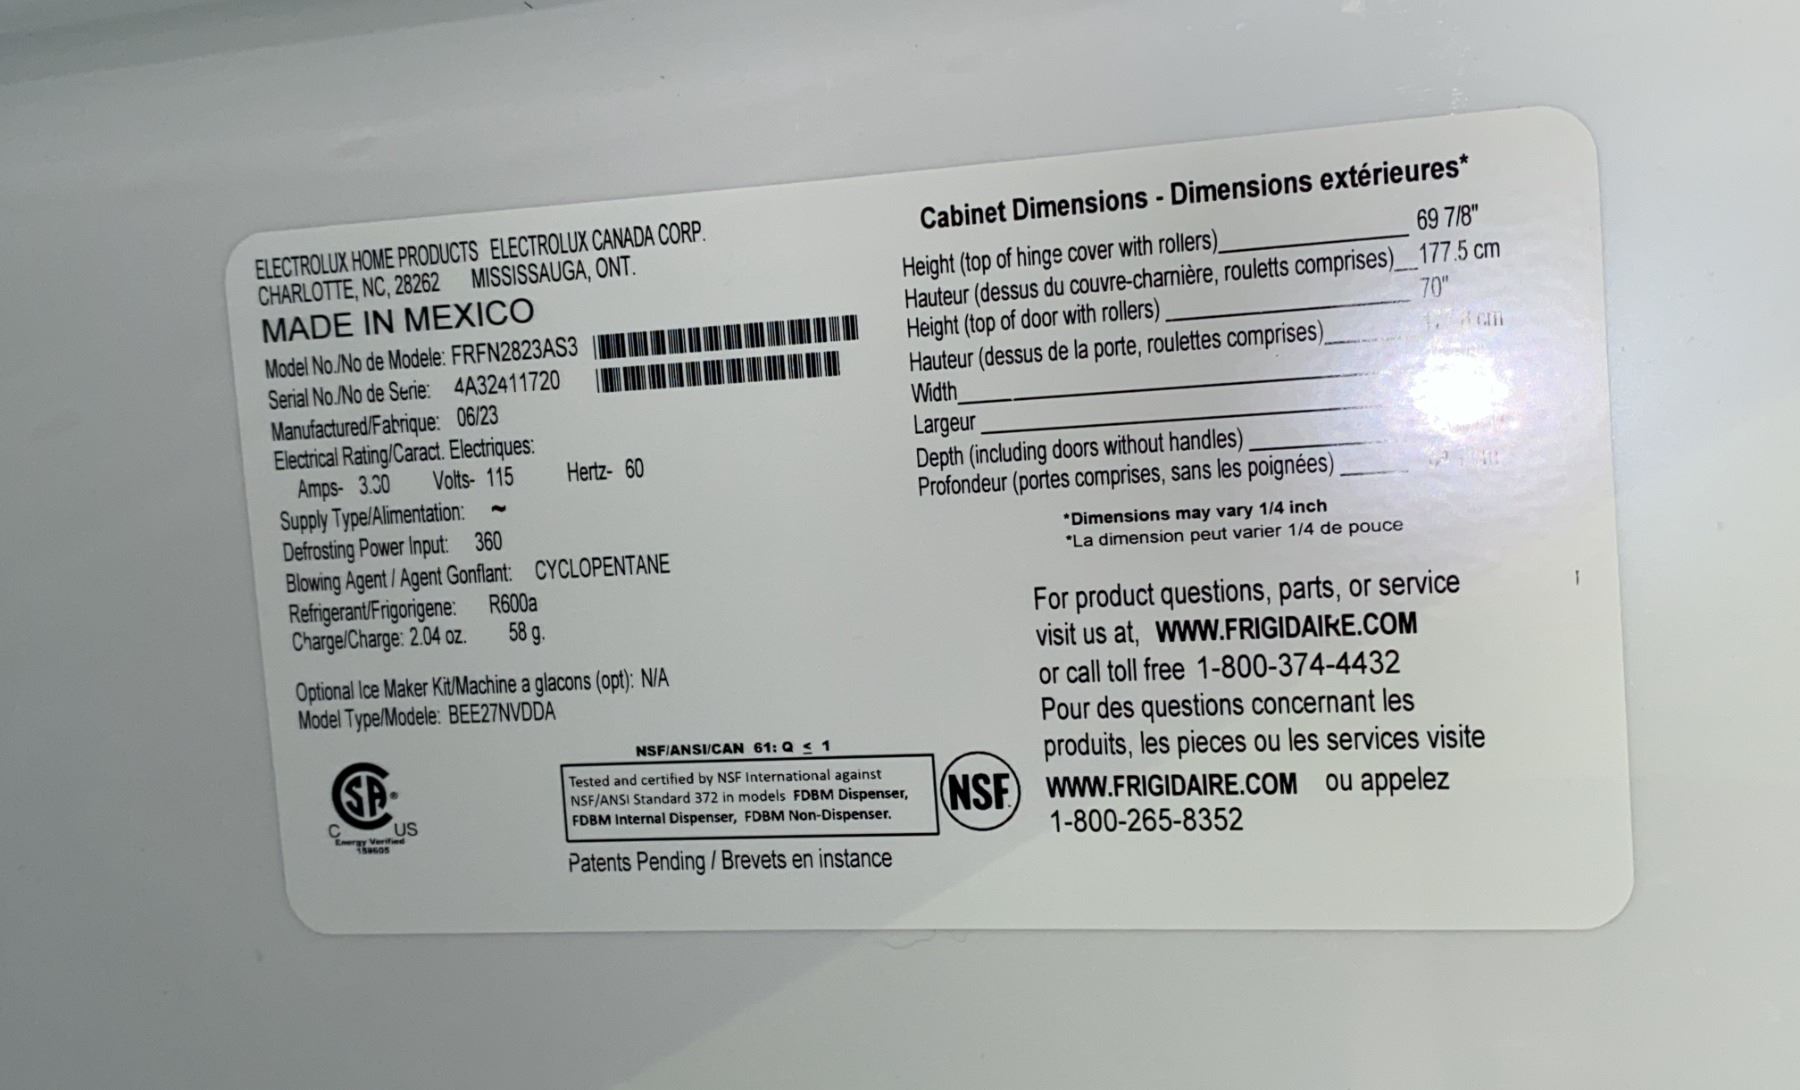 ELECTROLUX HOME PRODUCTS ELECTROLUX CANADA CORP.
CHARLOTTE, NC, 28262 MISSISSAUGA, ONT.
MADE IN MEXICO
Model No./No de Modele: FRFN2823AS3
Serial No./No de Serie: 4A32411720
Manufactured/Fabrique: 06/23
Electrical Rating/Caract. Electriques:
Amps- 3.30 Volts- 115 Hertz- 60
Supply Type/Alimentation: ~
Defrosting Power Input: 360
Blowing Agent / Agent Gonflant: CYCLOPENTANE
Refrigerant/Frigorigene: R600a
Charge/Charge: 2.04 oz. 58 g.
Optional Ice Maker Kit/Machine a glacons (opt): N/A
Model Type/Modele: BEE27NVDDA
CSA
C US
Energy Verified
159605
NSF/ANSI/CAN 61: Q ≤ 1
Tested and certified by NSF International against
NSF/ANSI Standard 372 in models FDBM Dispenser,
FDBM Internal Dispenser, FDBM Non-Dispenser.
NSF
Patents Pending / Brevets en instance
Cabinet Dimensions - Dimensions extérieures*
Height (top of hinge cover with rollers) 69 7/8"
Hauteur (dessus du couvre-charnière, rouletts comprises) 177.5 cm
Height (top of door with rollers) 70"
Hauteur (dessus de la porte, roulettes comprises) cm
Width
Largeur
Depth (including doors without handles)
Profondeur (portes comprises, sans les poignées)
*Dimensions may vary 1/4 inch
*La dimension peut varier 1/4 de pouce
For product questions, parts, or service
visit us at, WWW.FRIGIDAIRE.COM
or call toll free 1-800-374-4432
Pour des questions concernant les
produits, les pieces ou les services visite
WWW.FRIGIDAIRE.COM ou appelez
1-800-265-8352